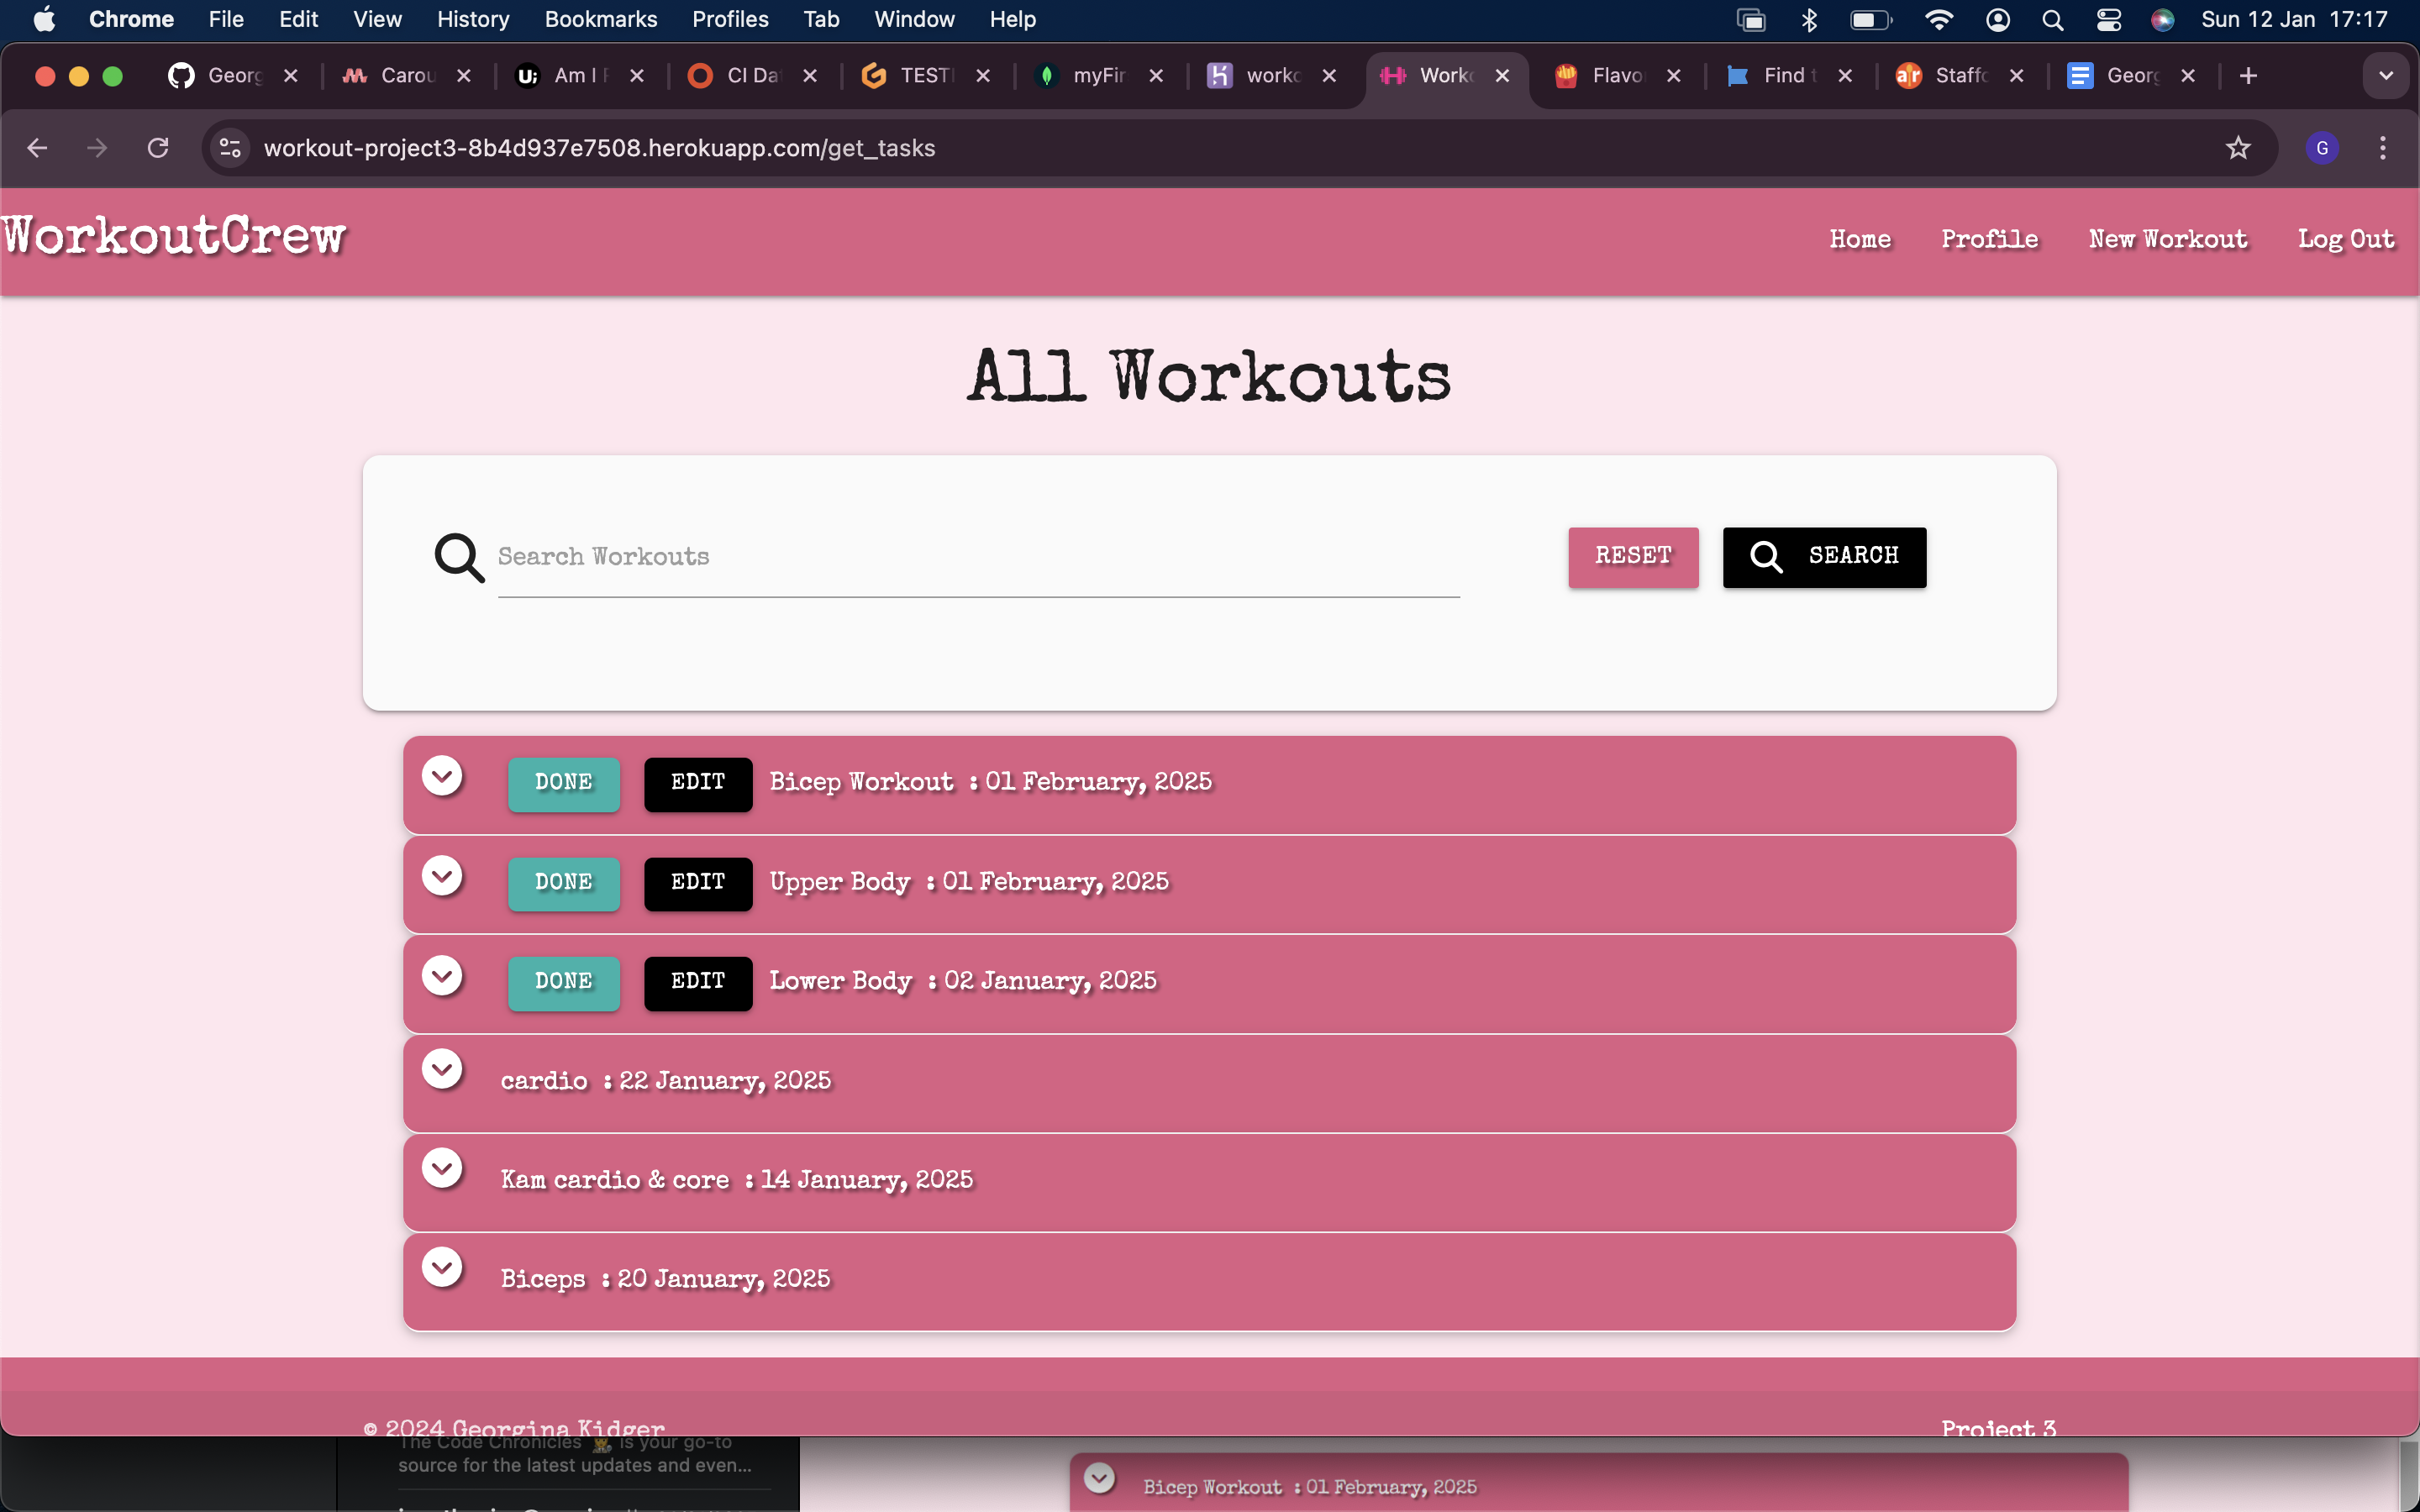 Chrome File Edit View History Bookmarks Profiles Tab Window Help Sun 12 Jan 17:17
Georg Carou Am I CI Da TEST myFir workc Workc Flavo Find t Staffc Georg
workout-project3-8b4d937e7508.herokuapp.com/get_tasks G
WorkoutCrew Home Profile New Workout Log Out
All Workouts
Search Workouts RESET SEARCH
DONE EDIT Bicep Workout : 01 February, 2025
DONE EDIT Upper Body : 01 February, 2025
DONE EDIT Lower Body : 02 January, 2025
cardio : 22 January, 2025
Kam cardio & core : 14 January, 2025
Biceps : 20 January, 2025
© 2024 Georgina Kidger Project 3
The Code Chronicles is your go-to
source for the latest updates and even...
Bicep Workout : 01 February, 2025